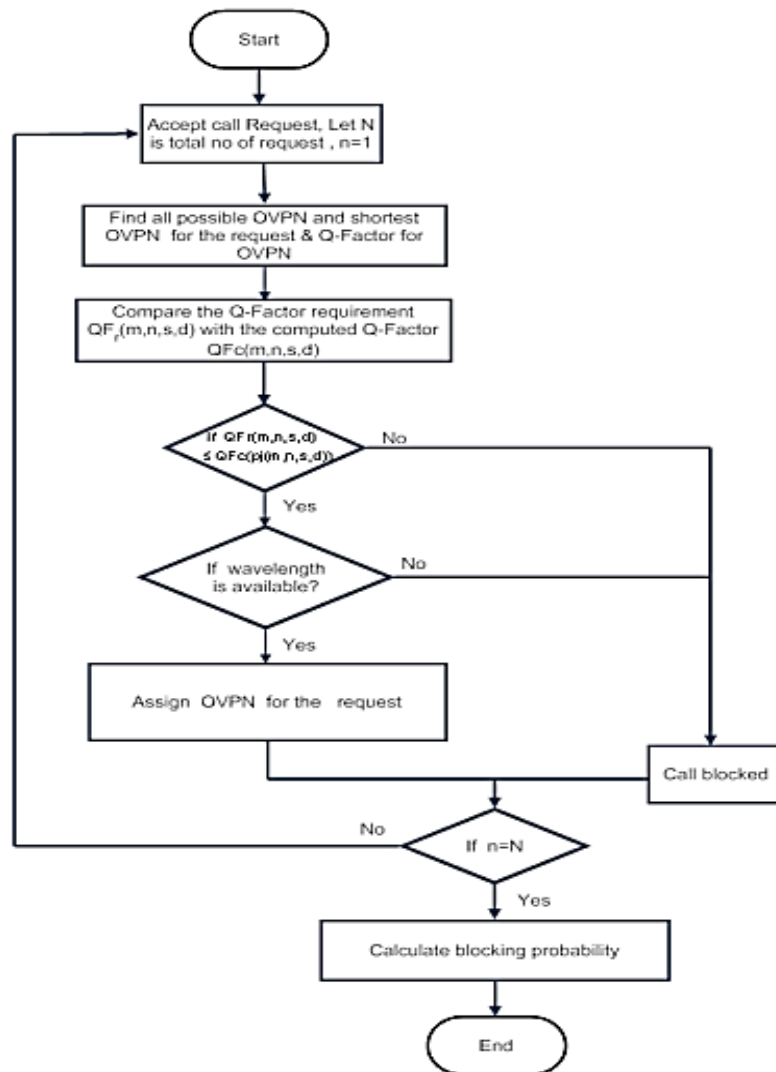 Start
Accept call Request, Let N
is total no of request , n=1
Find all possible OVPN and shortest
OVPN for the request & Q-Factor for
OVPN
Compare the Q-Factor requirement
QFr(m,n,s,d) with the computed Q-Factor
QFc(m,n,s,d)
If QFr(m,n,s,d)
≤ QFc(pj(m,n,s,d))
No
Yes
If wavelength
is available?
No
Yes
Assign OVPN for the request
Call blocked
No
If n=N
Yes
Calculate blocking probability
End